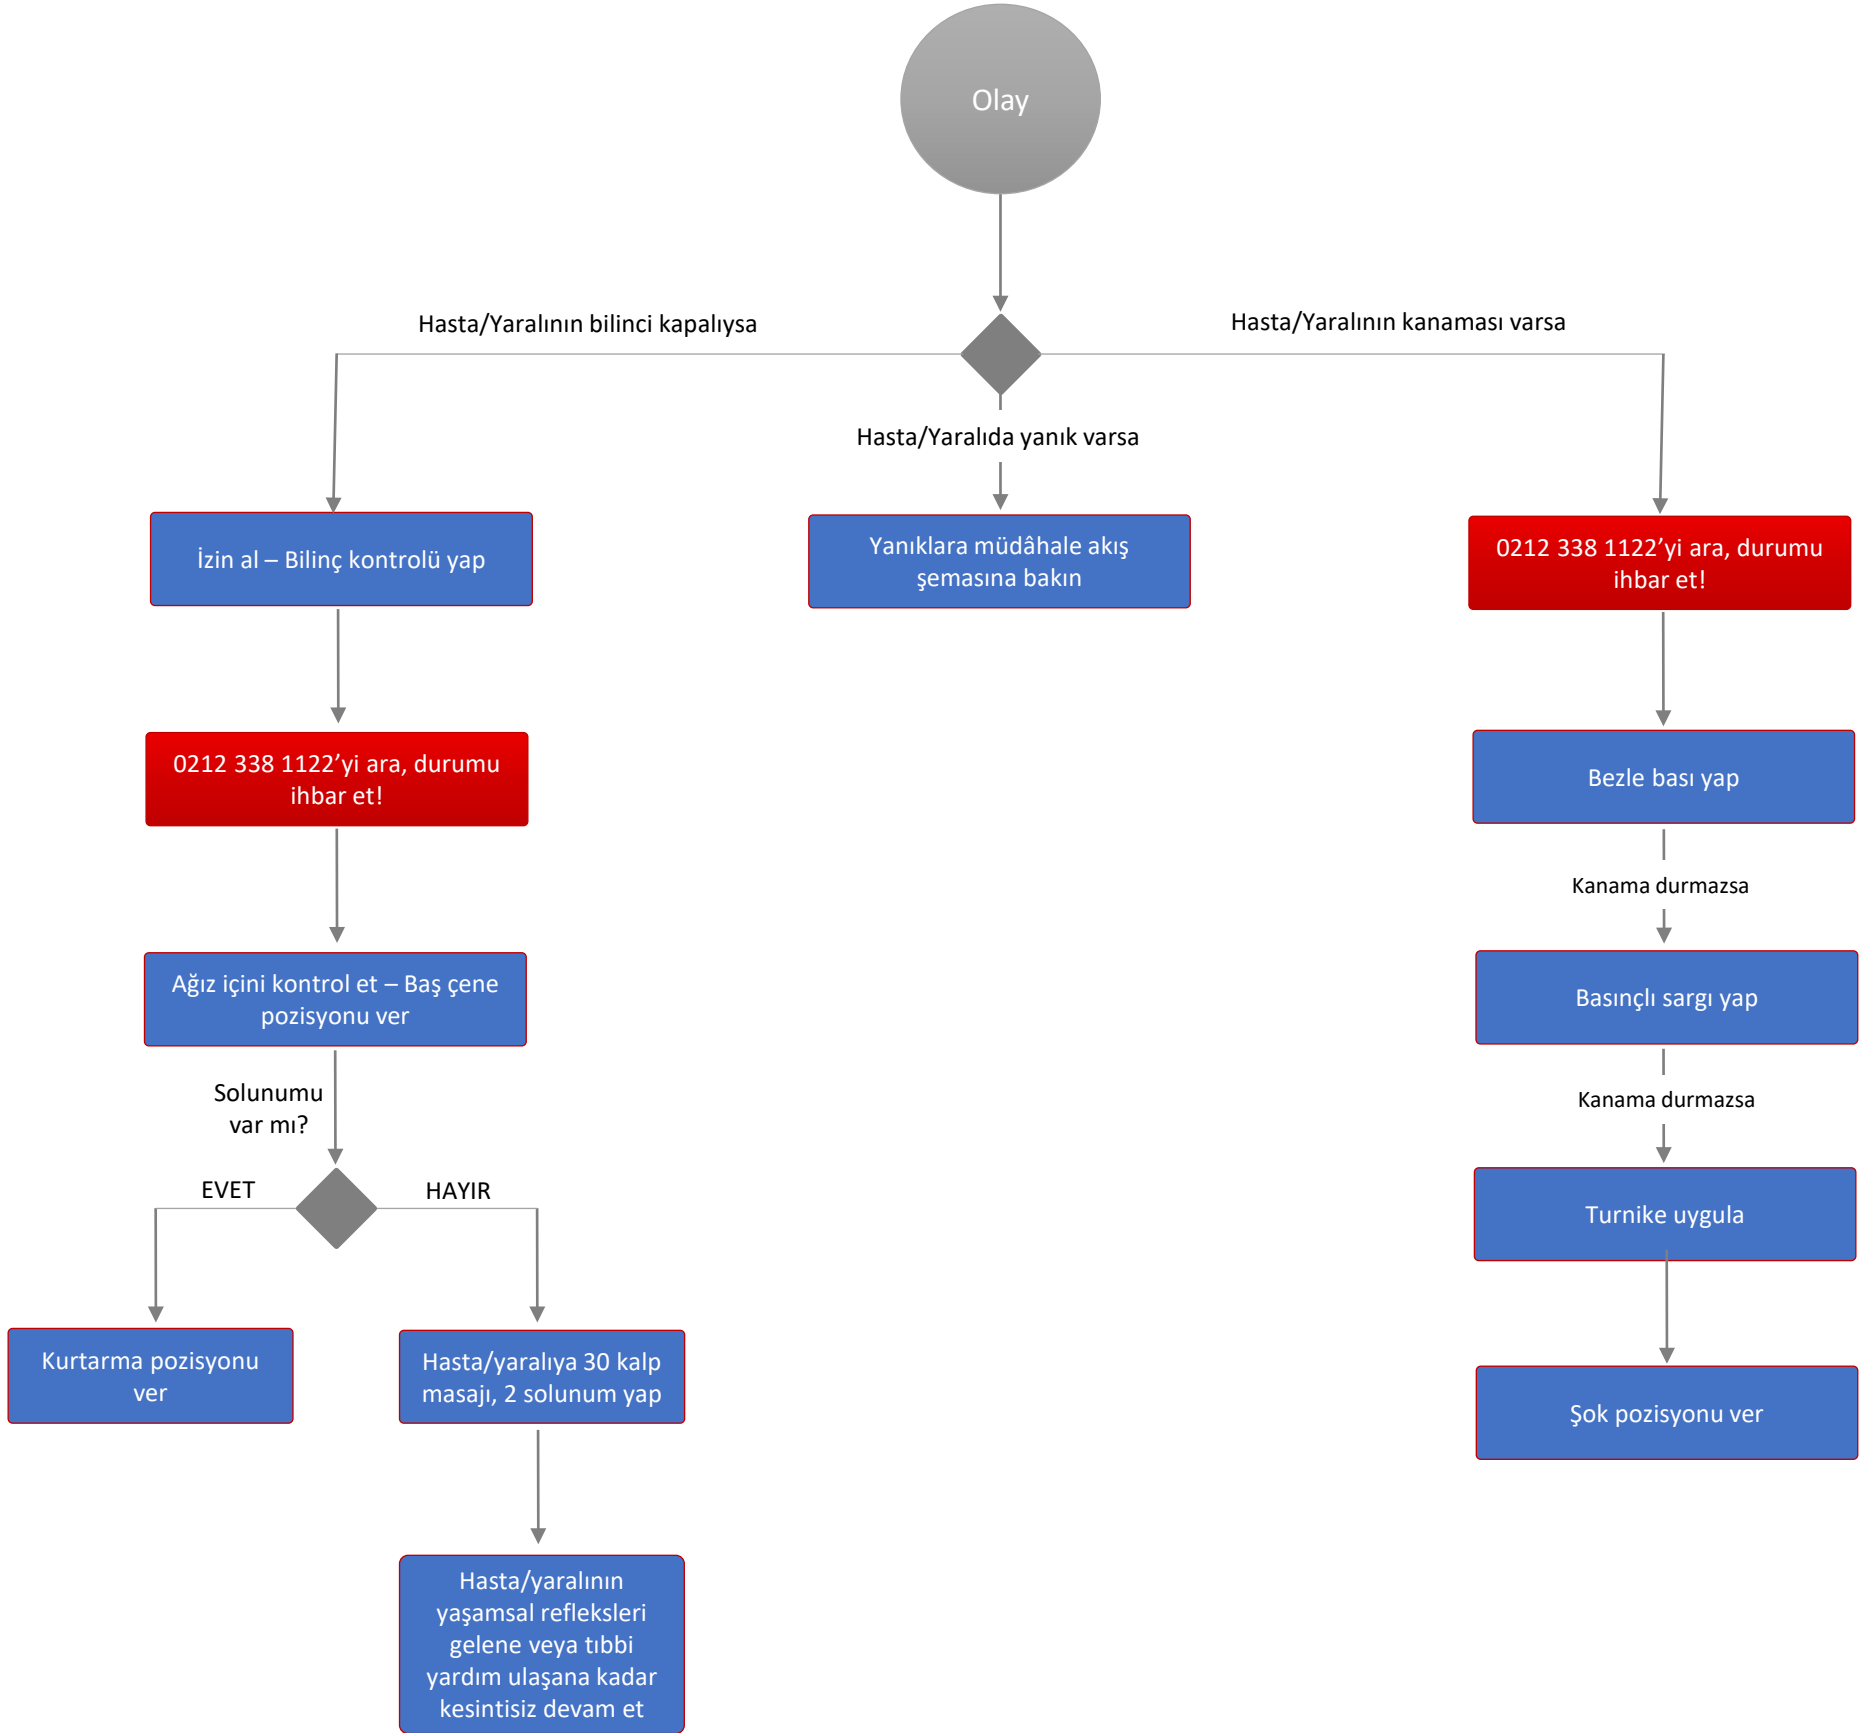 Olay
Hasta/Yaralının bilinci kapalıysa
Hasta/Yaralının kanaması varsa
Hasta/Yaralıda yanık varsa
İzin al – Bilinç kontrolü yap
Yanıklara müdâhale akış
şemasına bakın
0212 338 1122’yi ara, durumu
ihbar et!
0212 338 1122’yi ara, durumu
ihbar et!
Bezle bası yap
Kanama durmazsa
Ağız içini kontrol et – Baş çene
pozisyonu ver
Basınçlı sargı yap
Solunumu
var mı?
Kanama durmazsa
EVET
HAYIR
Turnike uygula
Kurtarma pozisyonu
ver
Hasta/yaralıya 30 kalp
masajı, 2 solunum yap
Şok pozisyonu ver
Hasta/yaralının
yaşamsal refleksleri
gelene veya tıbbi
yardım ulaşana kadar
kesintisiz devam et